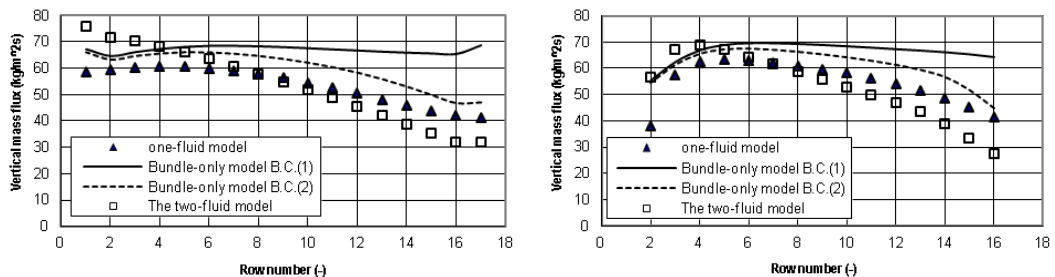 Vertical mass flux (kg/m^2s)
80
70
60
50
40
30
20
10
0
one-fluid model
Bundle-only model B.C.(1)
Bundle-only model B.C.(2)
The two-fluid model
0 2 4 6 8 10 12 14 16 18
Row number (-)
Vertical mass flux (kg/m^2s)
80
70
60
50
40
30
20
10
0
one-fluid model
Bundle-only model B.C.(1)
Bundle-only model B.C.(2)
The two-fluid model
0 2 4 6 8 10 12 14 16 18
Row number (-)